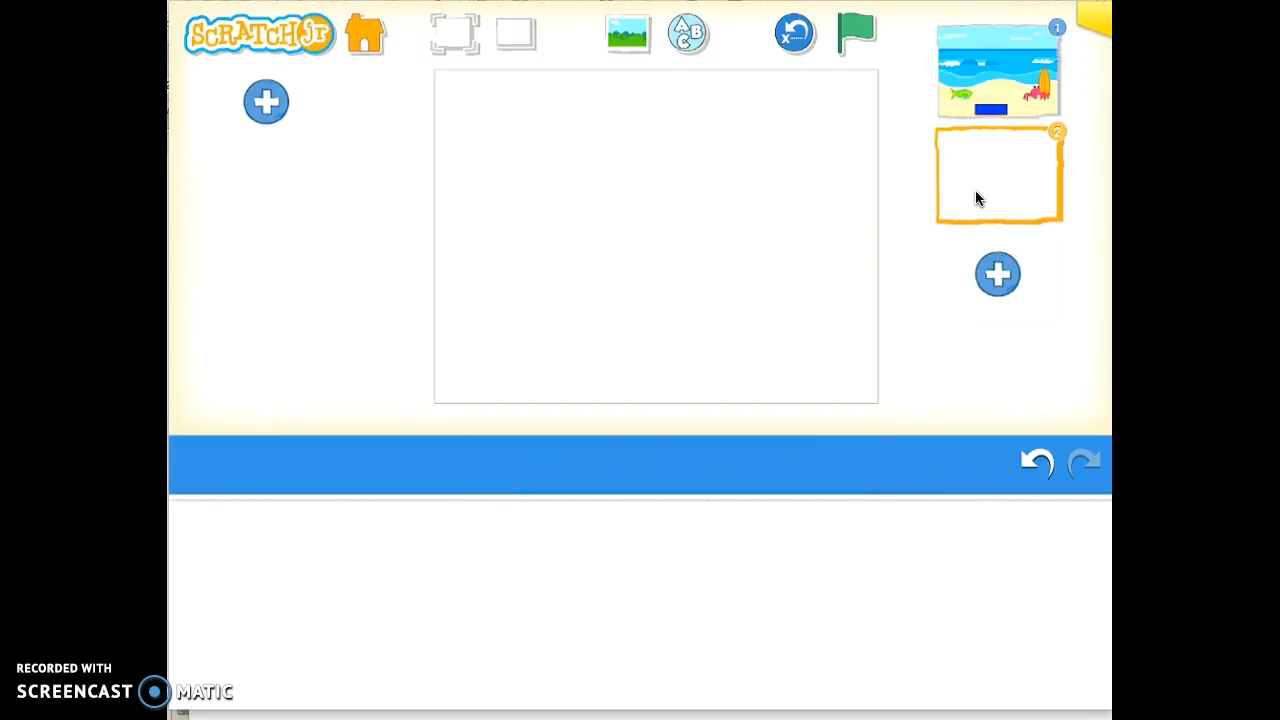 SCRATCHJr
A B C
x
1
2
RECORDED WITH
SCREENCAST MATIC